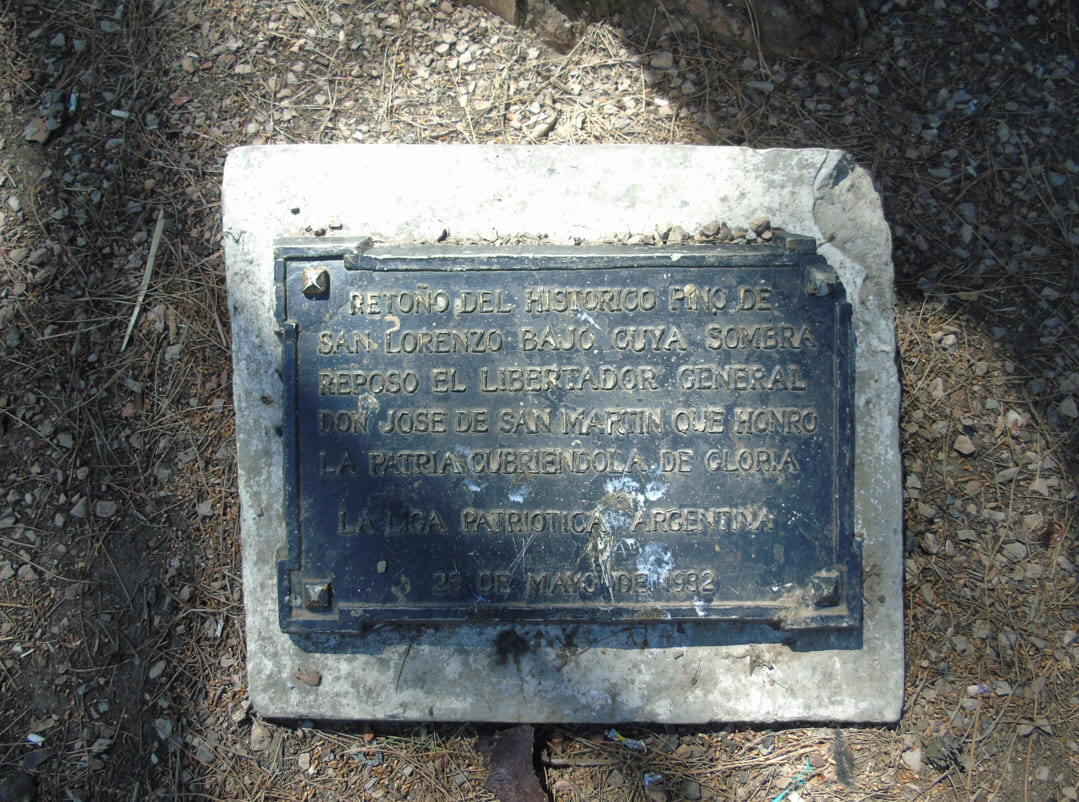 RETOÑO DEL HISTORICO PINO DE
SAN LORENZO BAJO CUYA SOMBRA
REPOSO EL LIBERTADOR GENERAL
DON JOSE DE SAN MARTIN QUE HONRO
LA PATRIA CUBRIENDOLA DE GLORIA
LA LIGA PATRIOTICA ARGENTINA
DE MAYO DE 1932